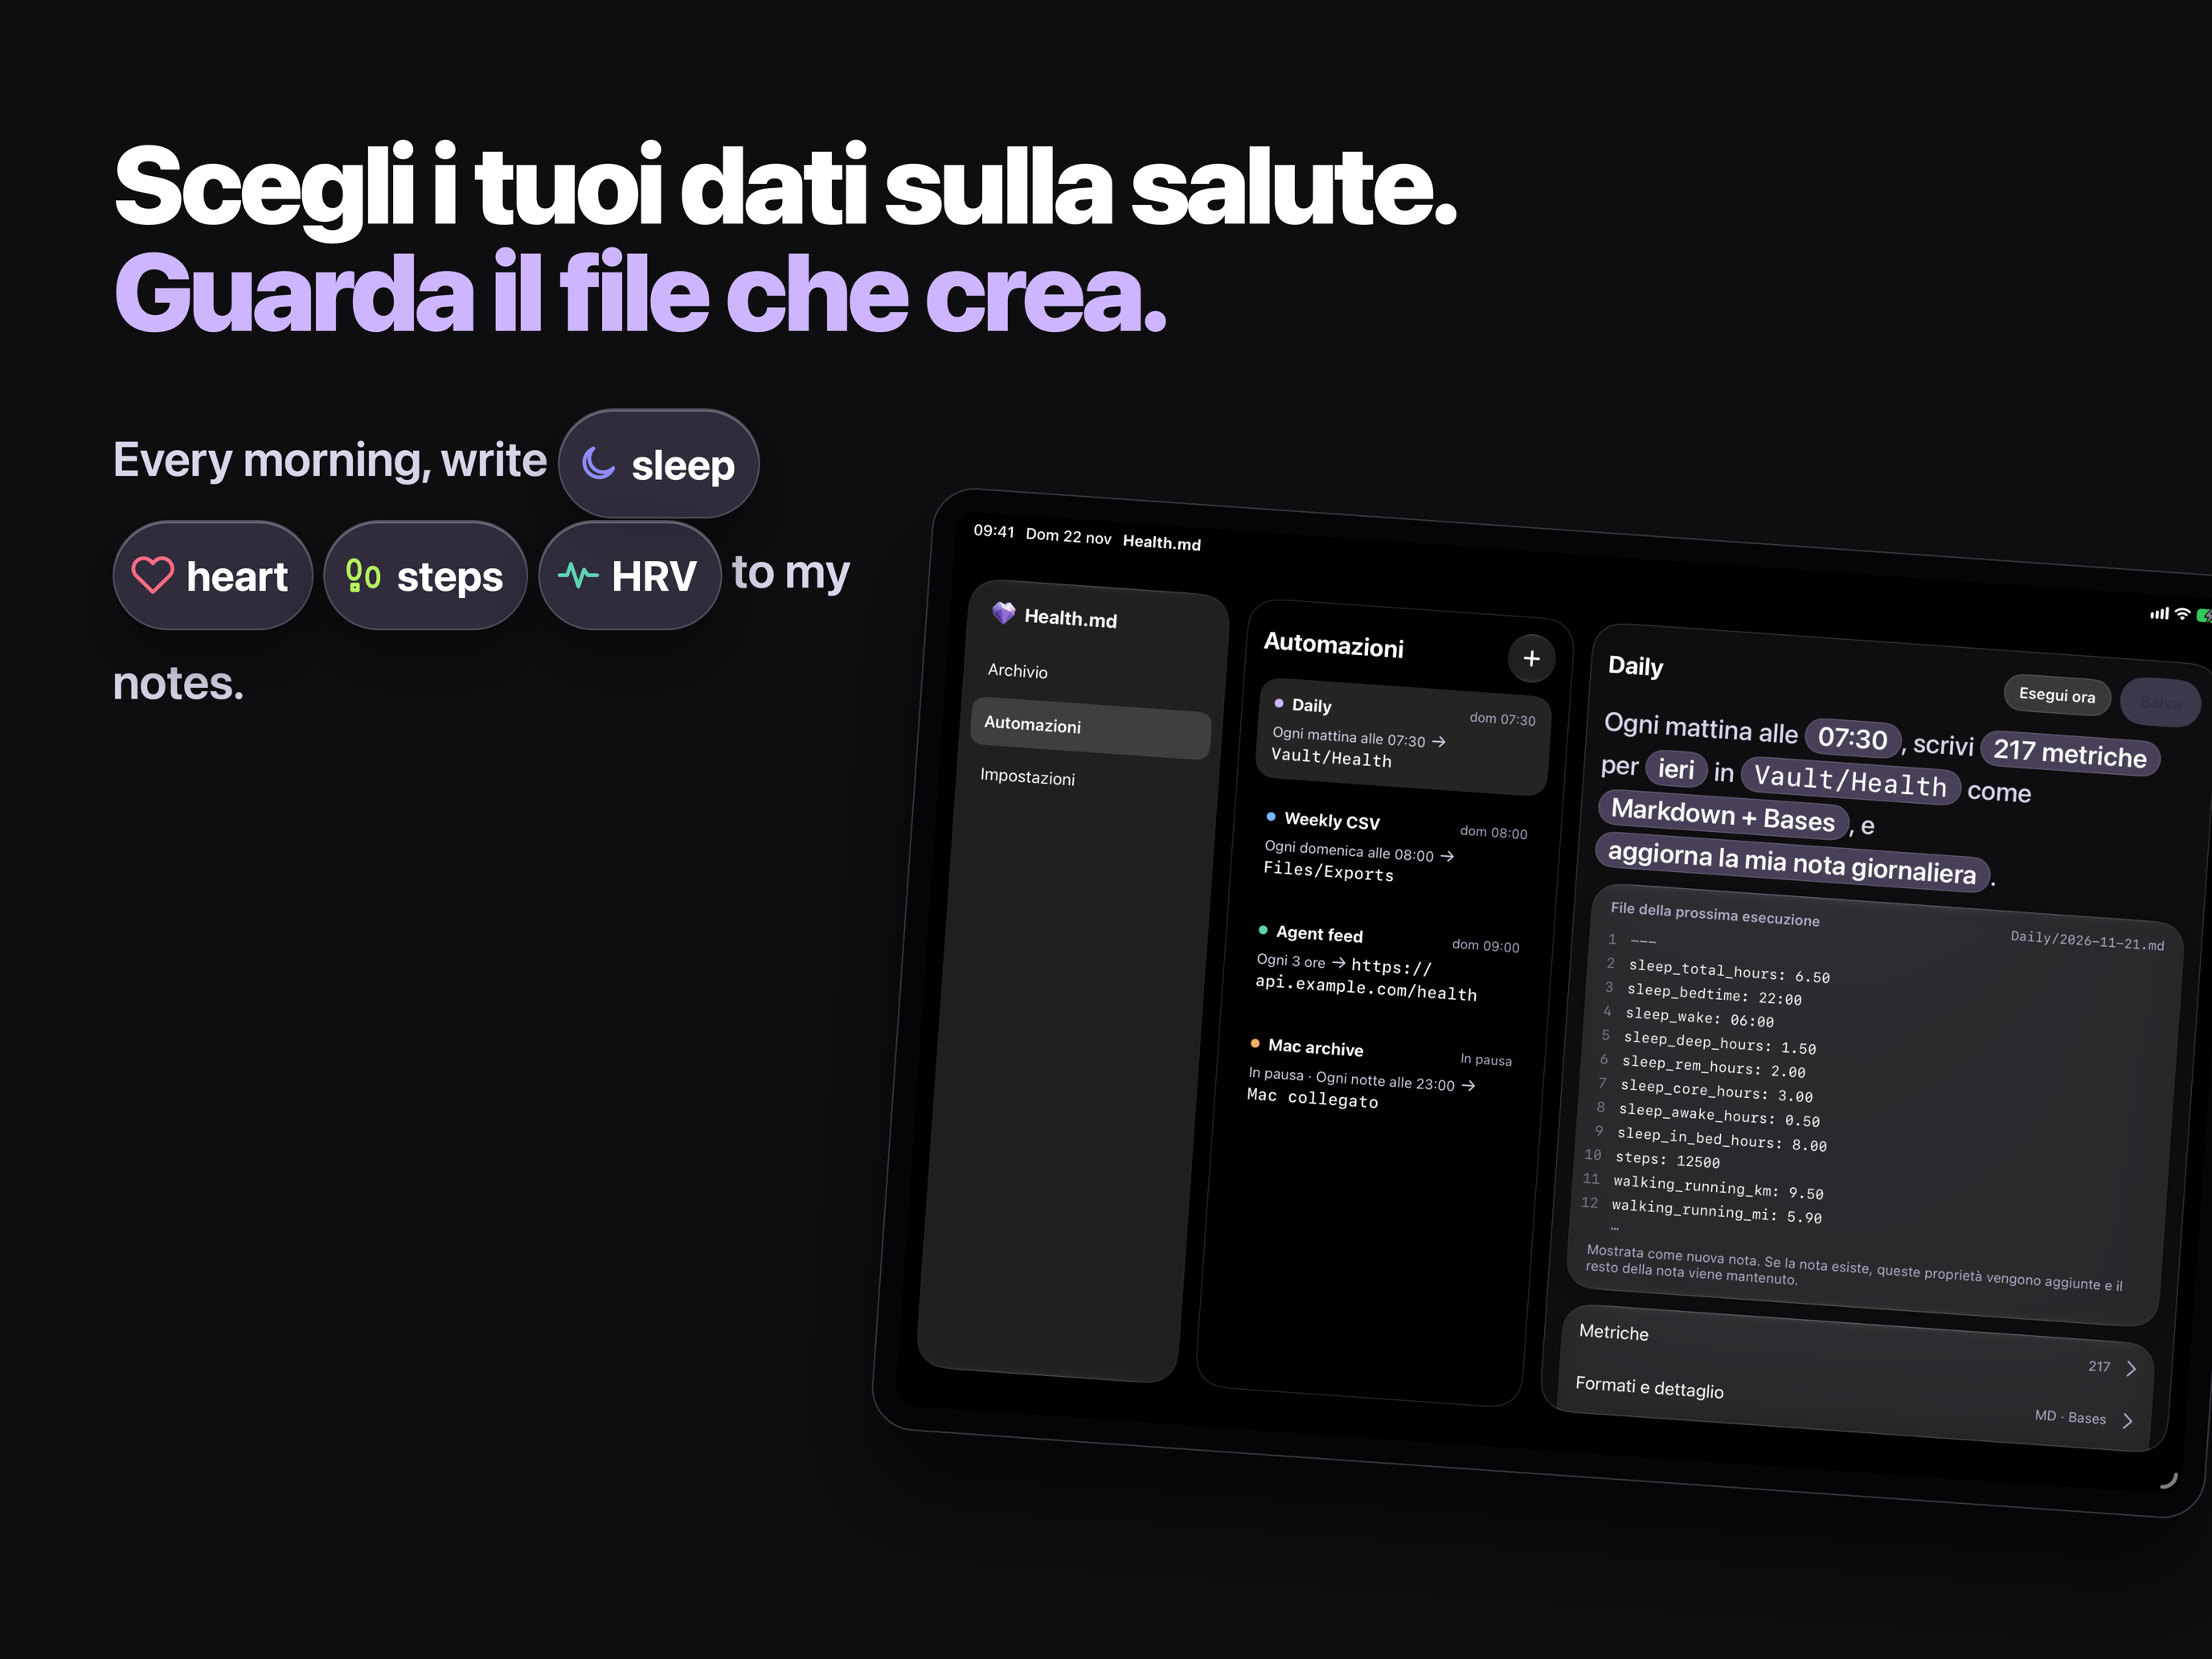 Scegli i tuoi dati sulla salute.
Guarda il file che crea.
Every morning, write sleep
heart steps HRV to my
notes.
09:41 Dom 22 nov Health.md
Health.md
Archivio
Automazioni
Impostazioni
Automazioni
+
Daily dom 07:30
Ogni mattina alle 07:30 →
Vault/Health
Weekly CSV dom 08:00
Ogni domenica alle 08:00 →
Files/Exports
Agent feed dom 09:00
Ogni 3 ore → https://
api.example.com/health
Mac archive In pausa
In pausa · Ogni notte alle 23:00 →
Mac collegato
Daily
Esegui ora Salva
Ogni mattina alle 07:30, scrivi 217 metriche
per ieri in Vault/Health come
Markdown + Bases, e
aggiorna la mia nota giornaliera.
File della prossima esecuzione Daily/2026-11-21.md
1 ---
2 sleep_total_hours: 6.50
3 sleep_bedtime: 22:00
4 sleep_wake: 06:00
5 sleep_deep_hours: 1.50
6 sleep_rem_hours: 2.00
7 sleep_core_hours: 3.00
8 sleep_awake_hours: 0.50
9 sleep_in_bed_hours: 8.00
10 steps: 12500
11 walking_running_km: 9.50
12 walking_running_mi: 5.90
…
Mostrata come nuova nota. Se la nota esiste, queste proprietà vengono aggiunte e il
resto della nota viene mantenuto.
Metriche 217
Formati e dettaglio MD · Bases